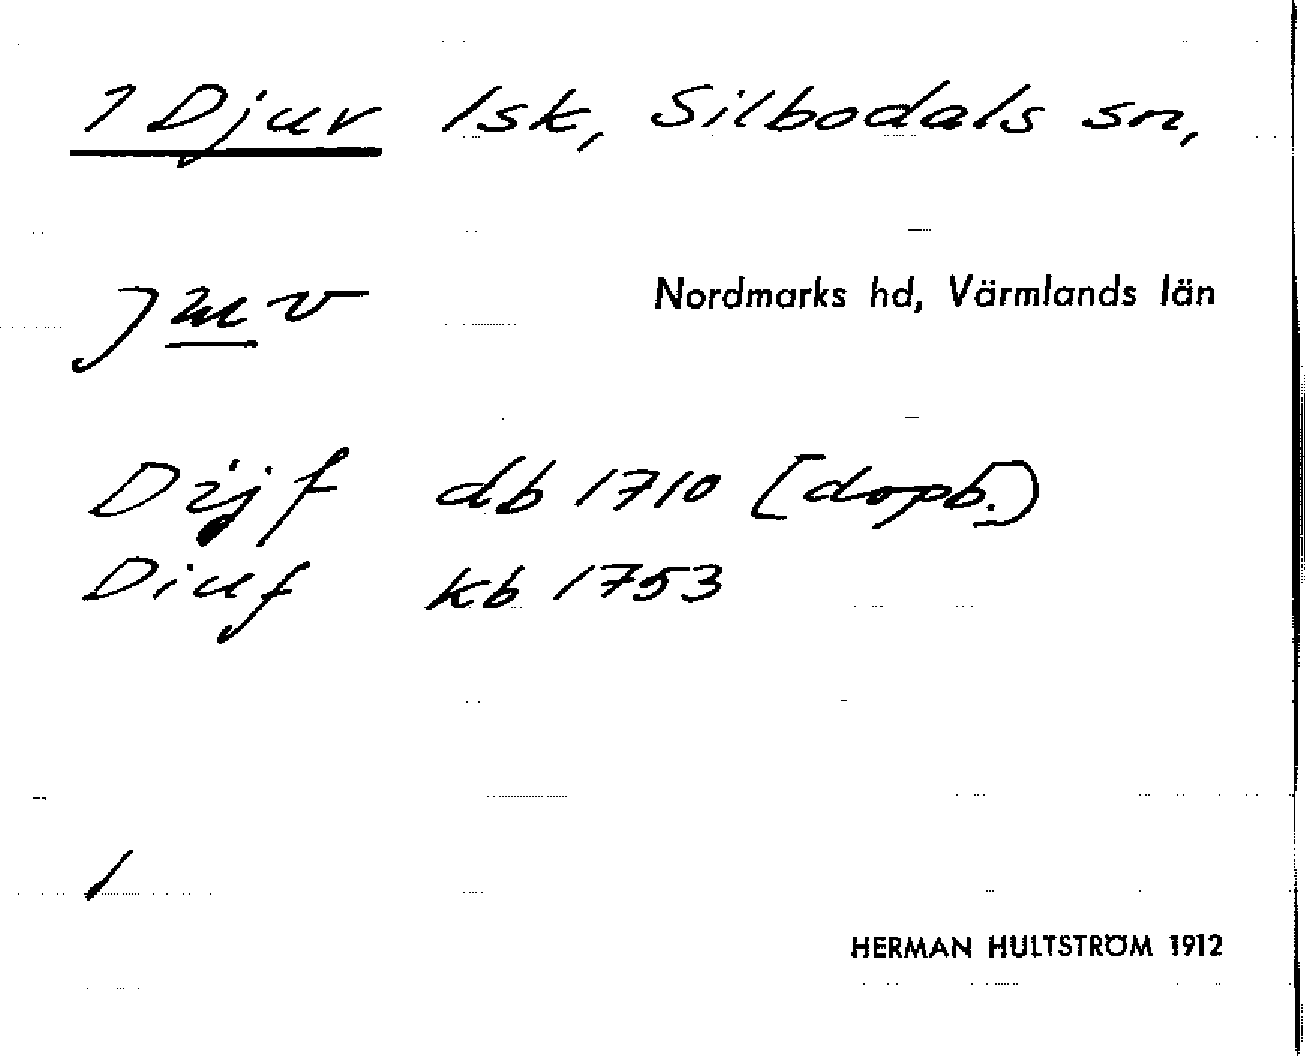 1 Djur lsk, Silbodals sn,
Nordmarks hd, Värmlands län
Dijf db 1710 [dopb.)
Diuf kb 1753
1
HERMAN HULTSTRÖM 1912